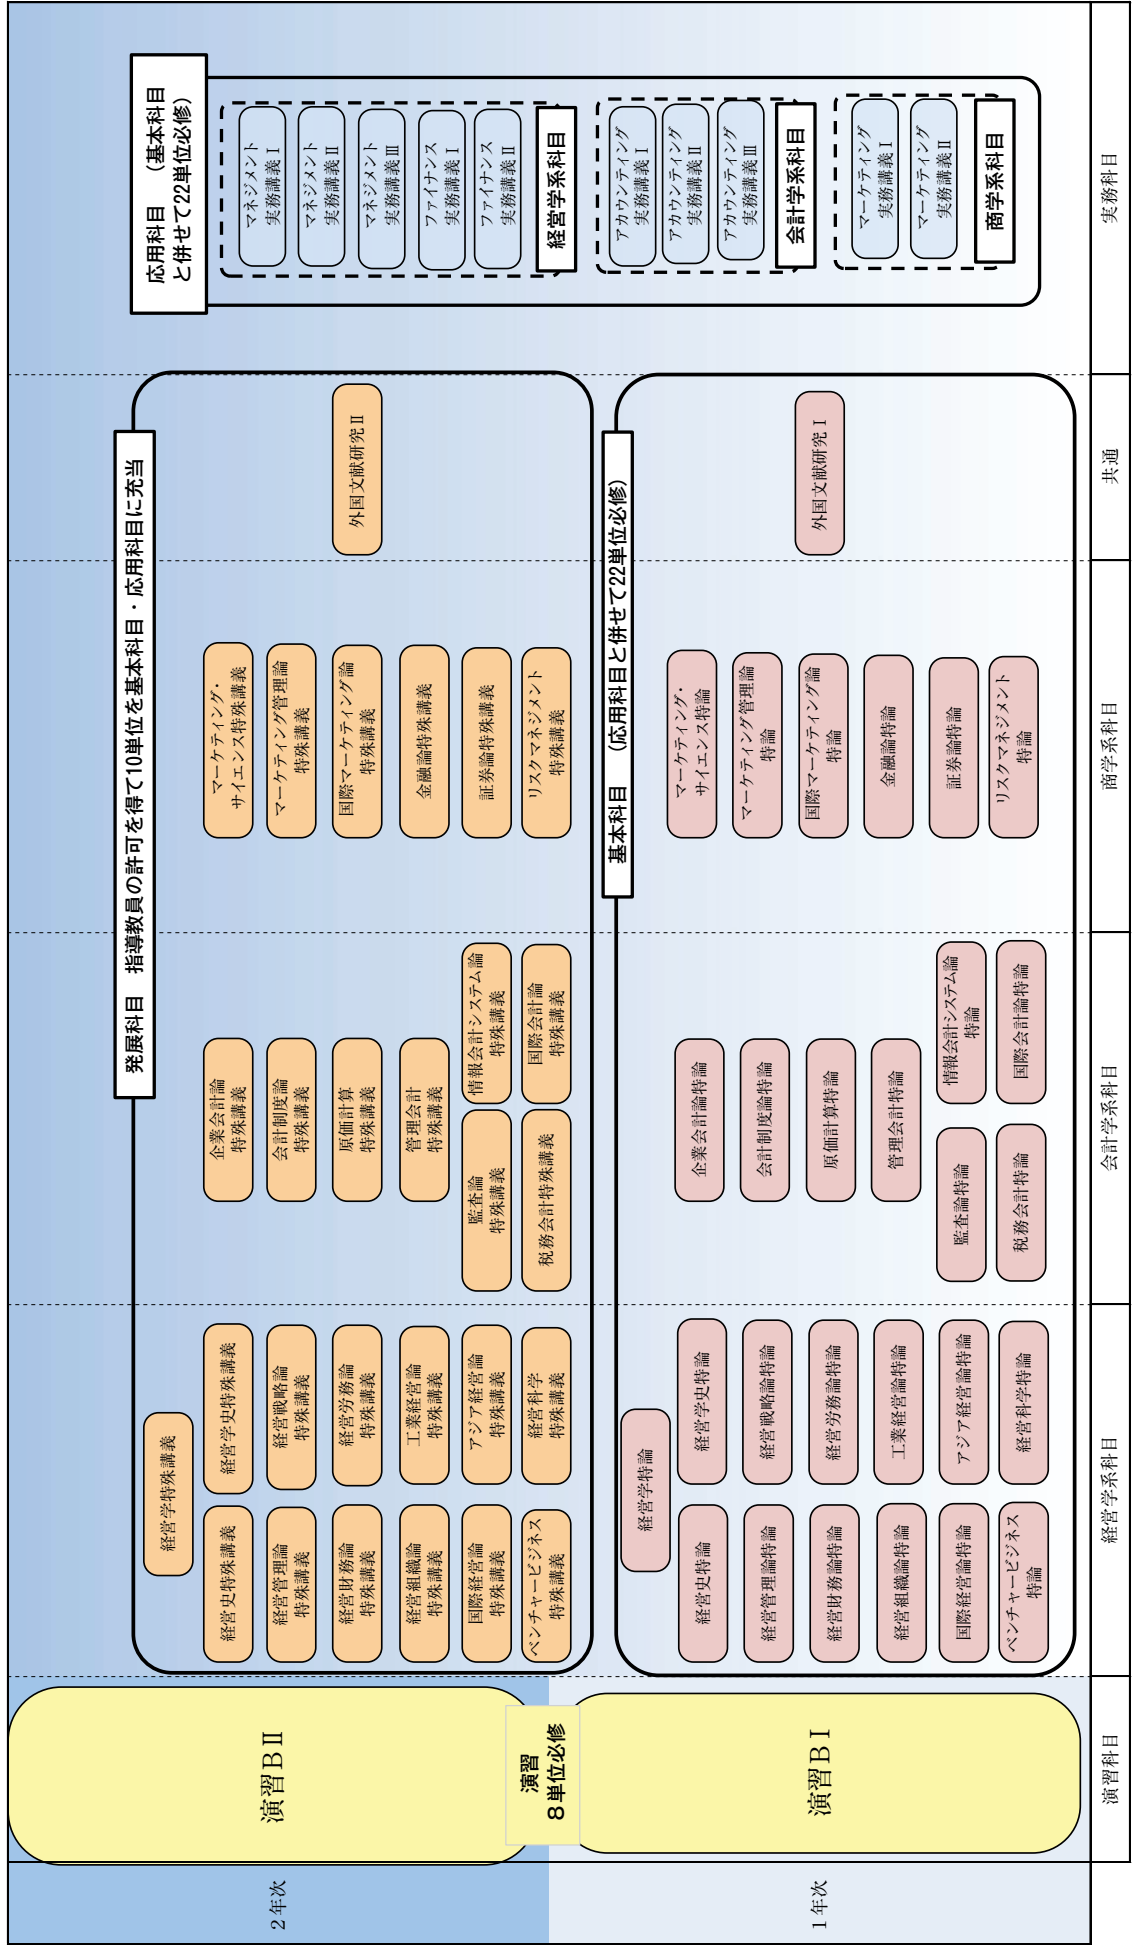 2年次
1年次
演習BⅡ
演習
8単位必修
演習BⅠ
発展科目　指導教員の許可を得て10単位を基本科目・応用科目に充当
経営学特殊講義
経営史特殊講義
経営学史特殊講義
経営管理論
特殊講義
経営戦略論
特殊講義
経営財務論
特殊講義
経営労務論
特殊講義
経営組織論
特殊講義
工業経営論
特殊講義
国際経営論
特殊講義
アジア経営論
特殊講義
ベンチャービジネス
特殊講義
経営科学
特殊講義
企業会計論
特殊講義
会計制度論
特殊講義
原価計算
特殊講義
管理会計
特殊講義
監査論
特殊講義
情報会計システム論
特殊講義
税務会計特殊講義
国際会計論
特殊講義
マーケティング・
サイエンス特殊講義
マーケティング管理論
特殊講義
国際マーケティング論
特殊講義
金融論特殊講義
証券論特殊講義
リスクマネジメント
特殊講義
外国文献研究Ⅱ
基本科目　（応用科目と併せて22単位必修）
経営学特論
経営史特論
経営学史特論
経営管理論特論
経営戦略論特論
経営財務論特論
経営労務論特論
経営組織論特論
工業経営論特論
国際経営論特論
アジア経営論特論
ベンチャービジネス
特論
経営科学特論
企業会計論特論
会計制度論特論
原価計算特論
管理会計特論
監査論特論
情報会計システム論
特論
税務会計特論
国際会計論特論
マーケティング・
サイエンス特論
マーケティング管理論
特論
国際マーケティング論
特論
金融論特論
証券論特論
リスクマネジメント
特論
外国文献研究Ⅰ
応用科目　（基本科目
と併せて22単位必修）
マネジメント
実務講義Ⅰ
マネジメント
実務講義Ⅱ
マネジメント
実務講義Ⅲ
ファイナンス
実務講義Ⅰ
ファイナンス
実務講義Ⅱ
経営学系科目
アカウンティング
実務講義Ⅰ
アカウンティング
実務講義Ⅱ
アカウンティング
実務講義Ⅲ
会計学系科目
マーケティング
実務講義Ⅰ
マーケティング
実務講義Ⅱ
商学系科目
演習科目
経営学系科目
会計学系科目
商学系科目
共通
実務科目